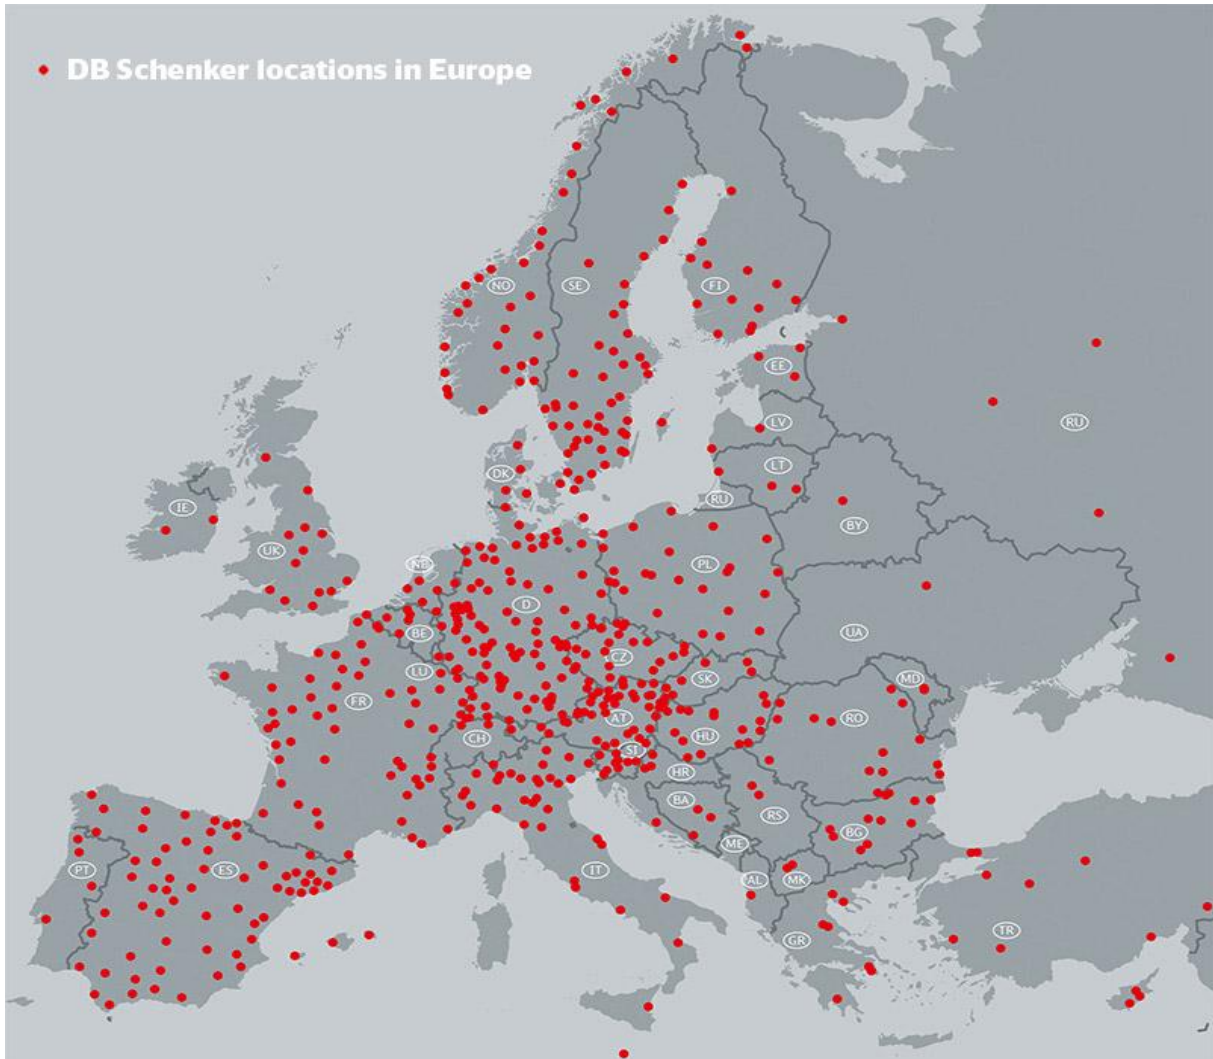 DB Schenker locations in Europe
NO
SE
FI
EE
LV
RU
LT
DK
RU
IE
BY
UK
NE
PL
D
BE
UA
CZ
LU
SK
MD
FR
AT
RO
HU
CH
SI
HR
BA
RS
BG
ME
PT
ES
IT
AL
MK
TR
GR